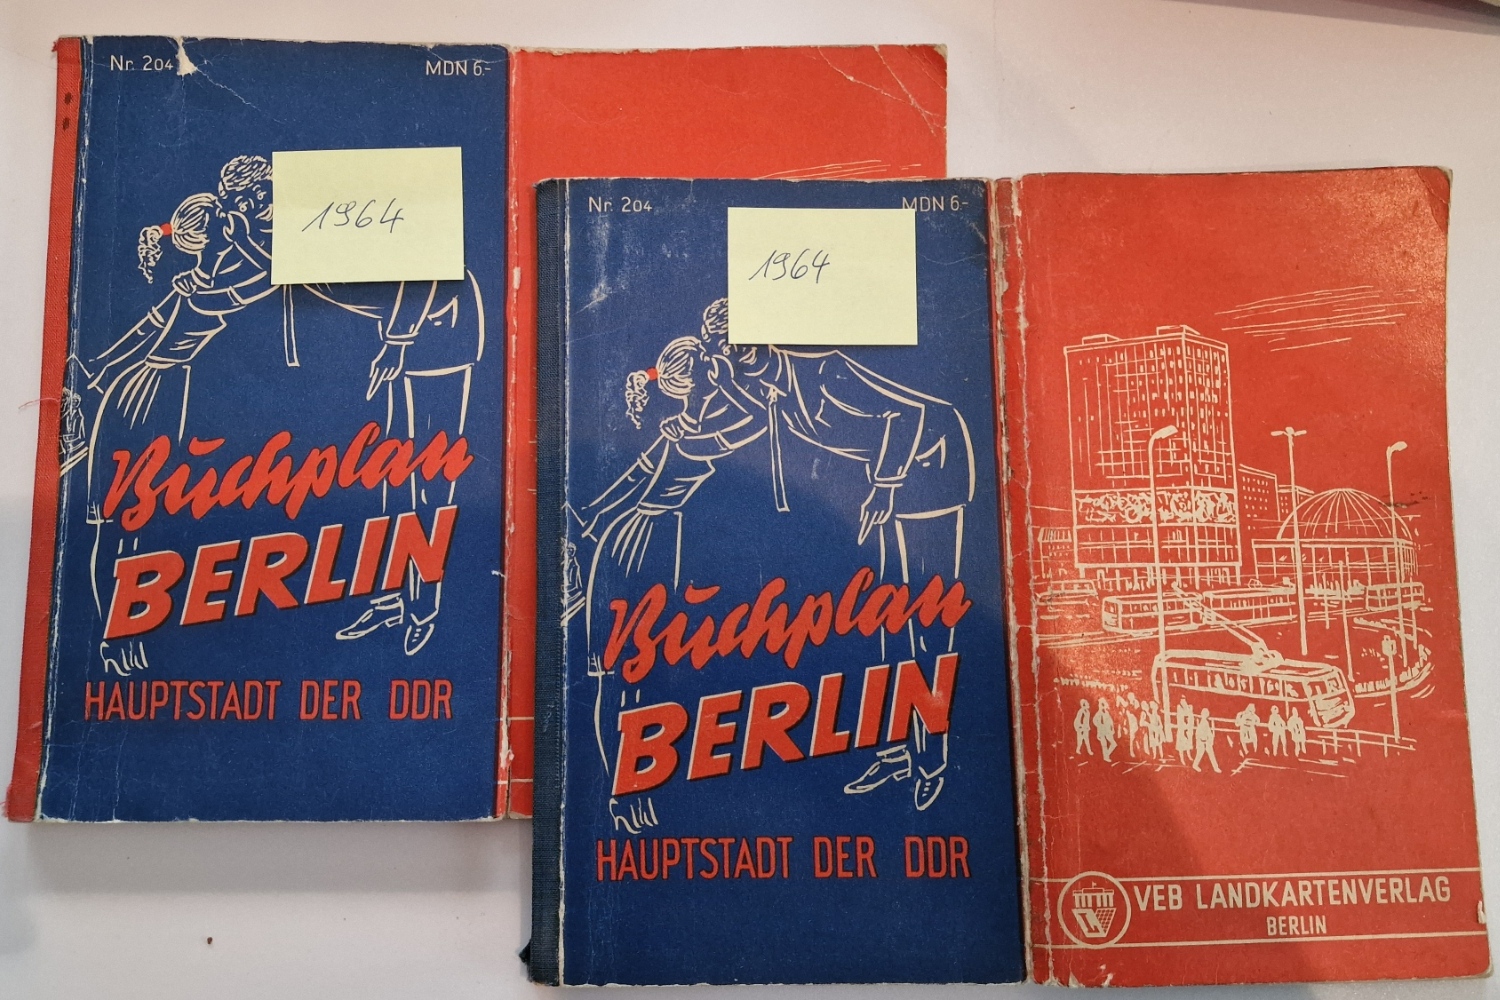 Nr. 204
MDN 6.-
1964
Buchplan
BERLIN
HAUPTSTADT DER DDR
Nr. 204
MDN 6.-
1964
Buchplan
BERLIN
HAUPTSTADT DER DDR
VEB LANDKARTENVERLAG
BERLIN